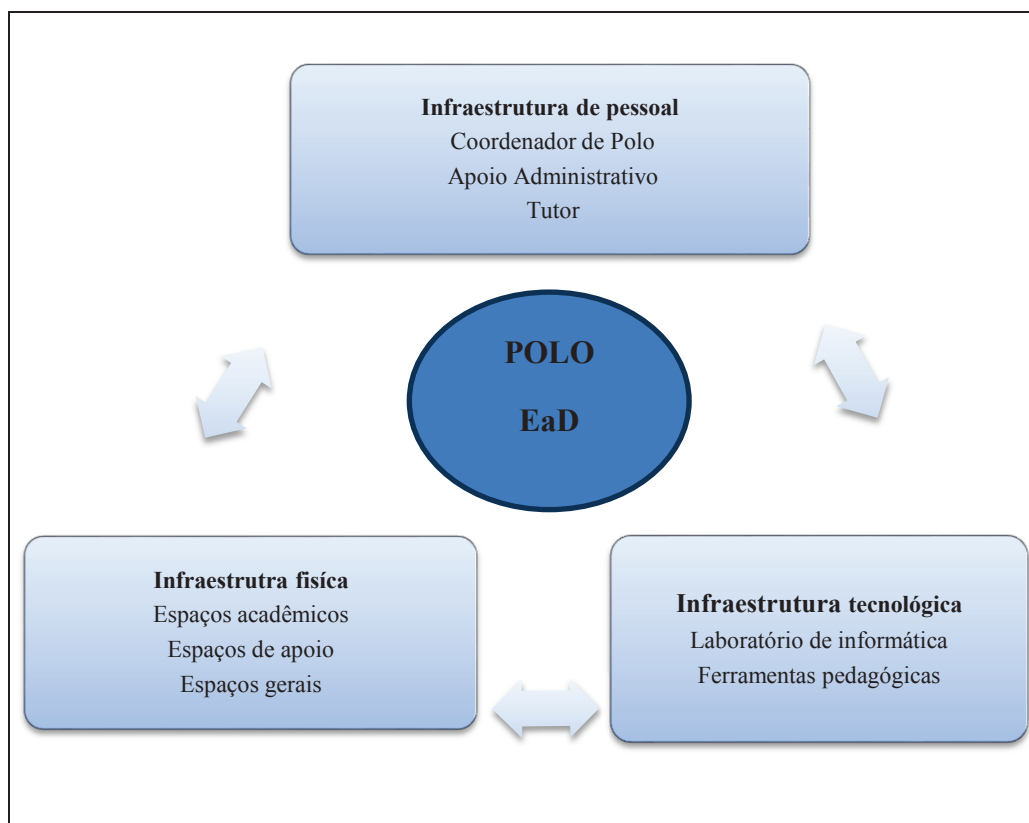 Infraestrutura de pessoal
Coordenador de Polo
Apoio Administrativo
Tutor
POLO
EaD
Infraestrutra fisíca
Espaços acadêmicos
Espaços de apoio
Espaços gerais
Infraestrutura tecnológica
Laboratório de informática
Ferramentas pedagógicas